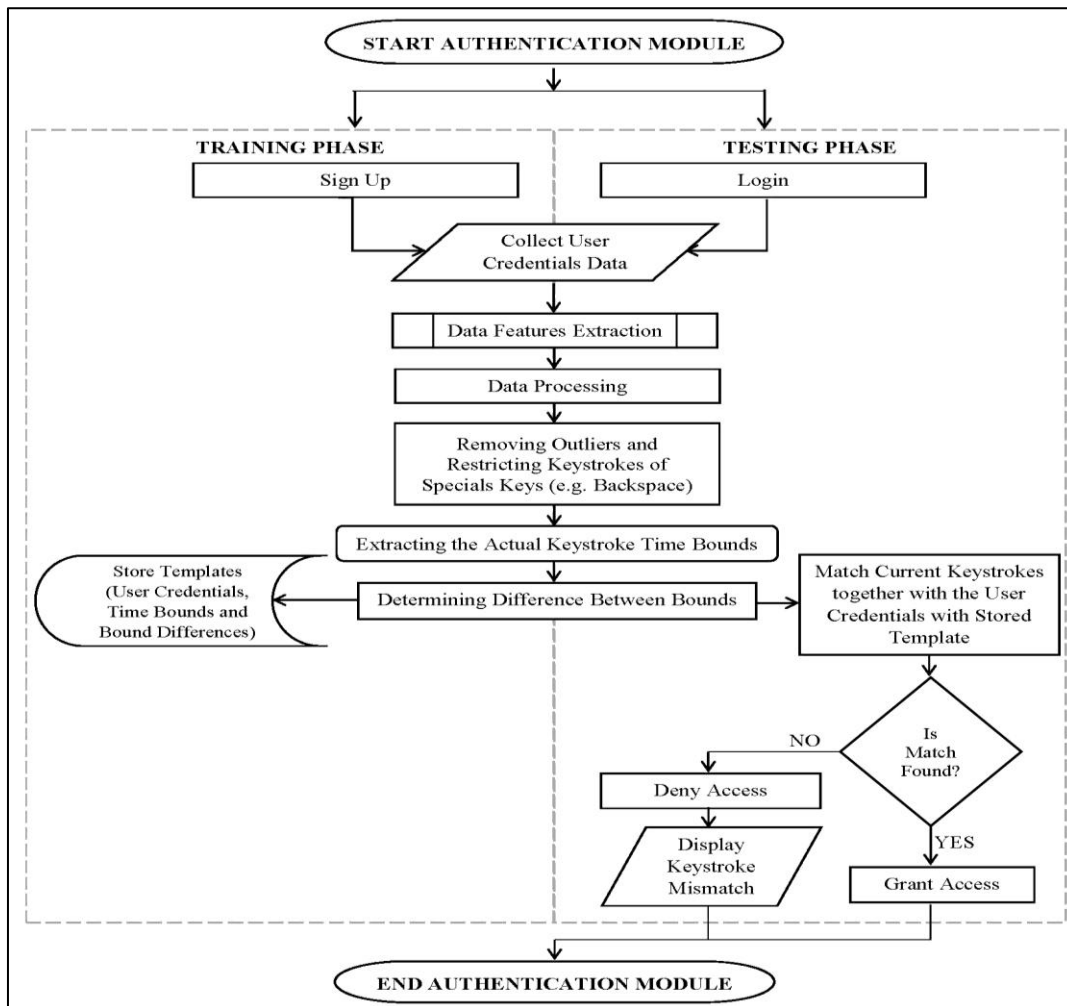 START AUTHENTICATION MODULE
TRAINING PHASE
TESTING PHASE
Sign Up
Login
Collect User
Credentials Data
Data Features Extraction
Data Processing
Removing Outliers and
Restricting Keystrokes of
Specials Keys (e.g. Backspace)
Extracting the Actual Keystroke Time Bounds
Store Templates
(User Credentials,
Time Bounds and
Bound Differences)
Determining Difference Between Bounds
Match Current Keystrokes
together with the User
Credentials with Stored
Template
Is
Match
Found?
NO
Deny Access
Display
Keystroke
Mismatch
YES
Grant Access
END AUTHENTICATION MODULE